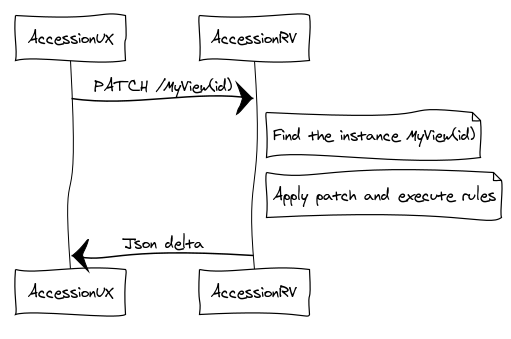 AccessionUX
AccessionRV
PATCH /MyView(id)
Find the instance MyView(id)
Apply patch and execute rules
Json delta
AccessionUX
AccessionRV